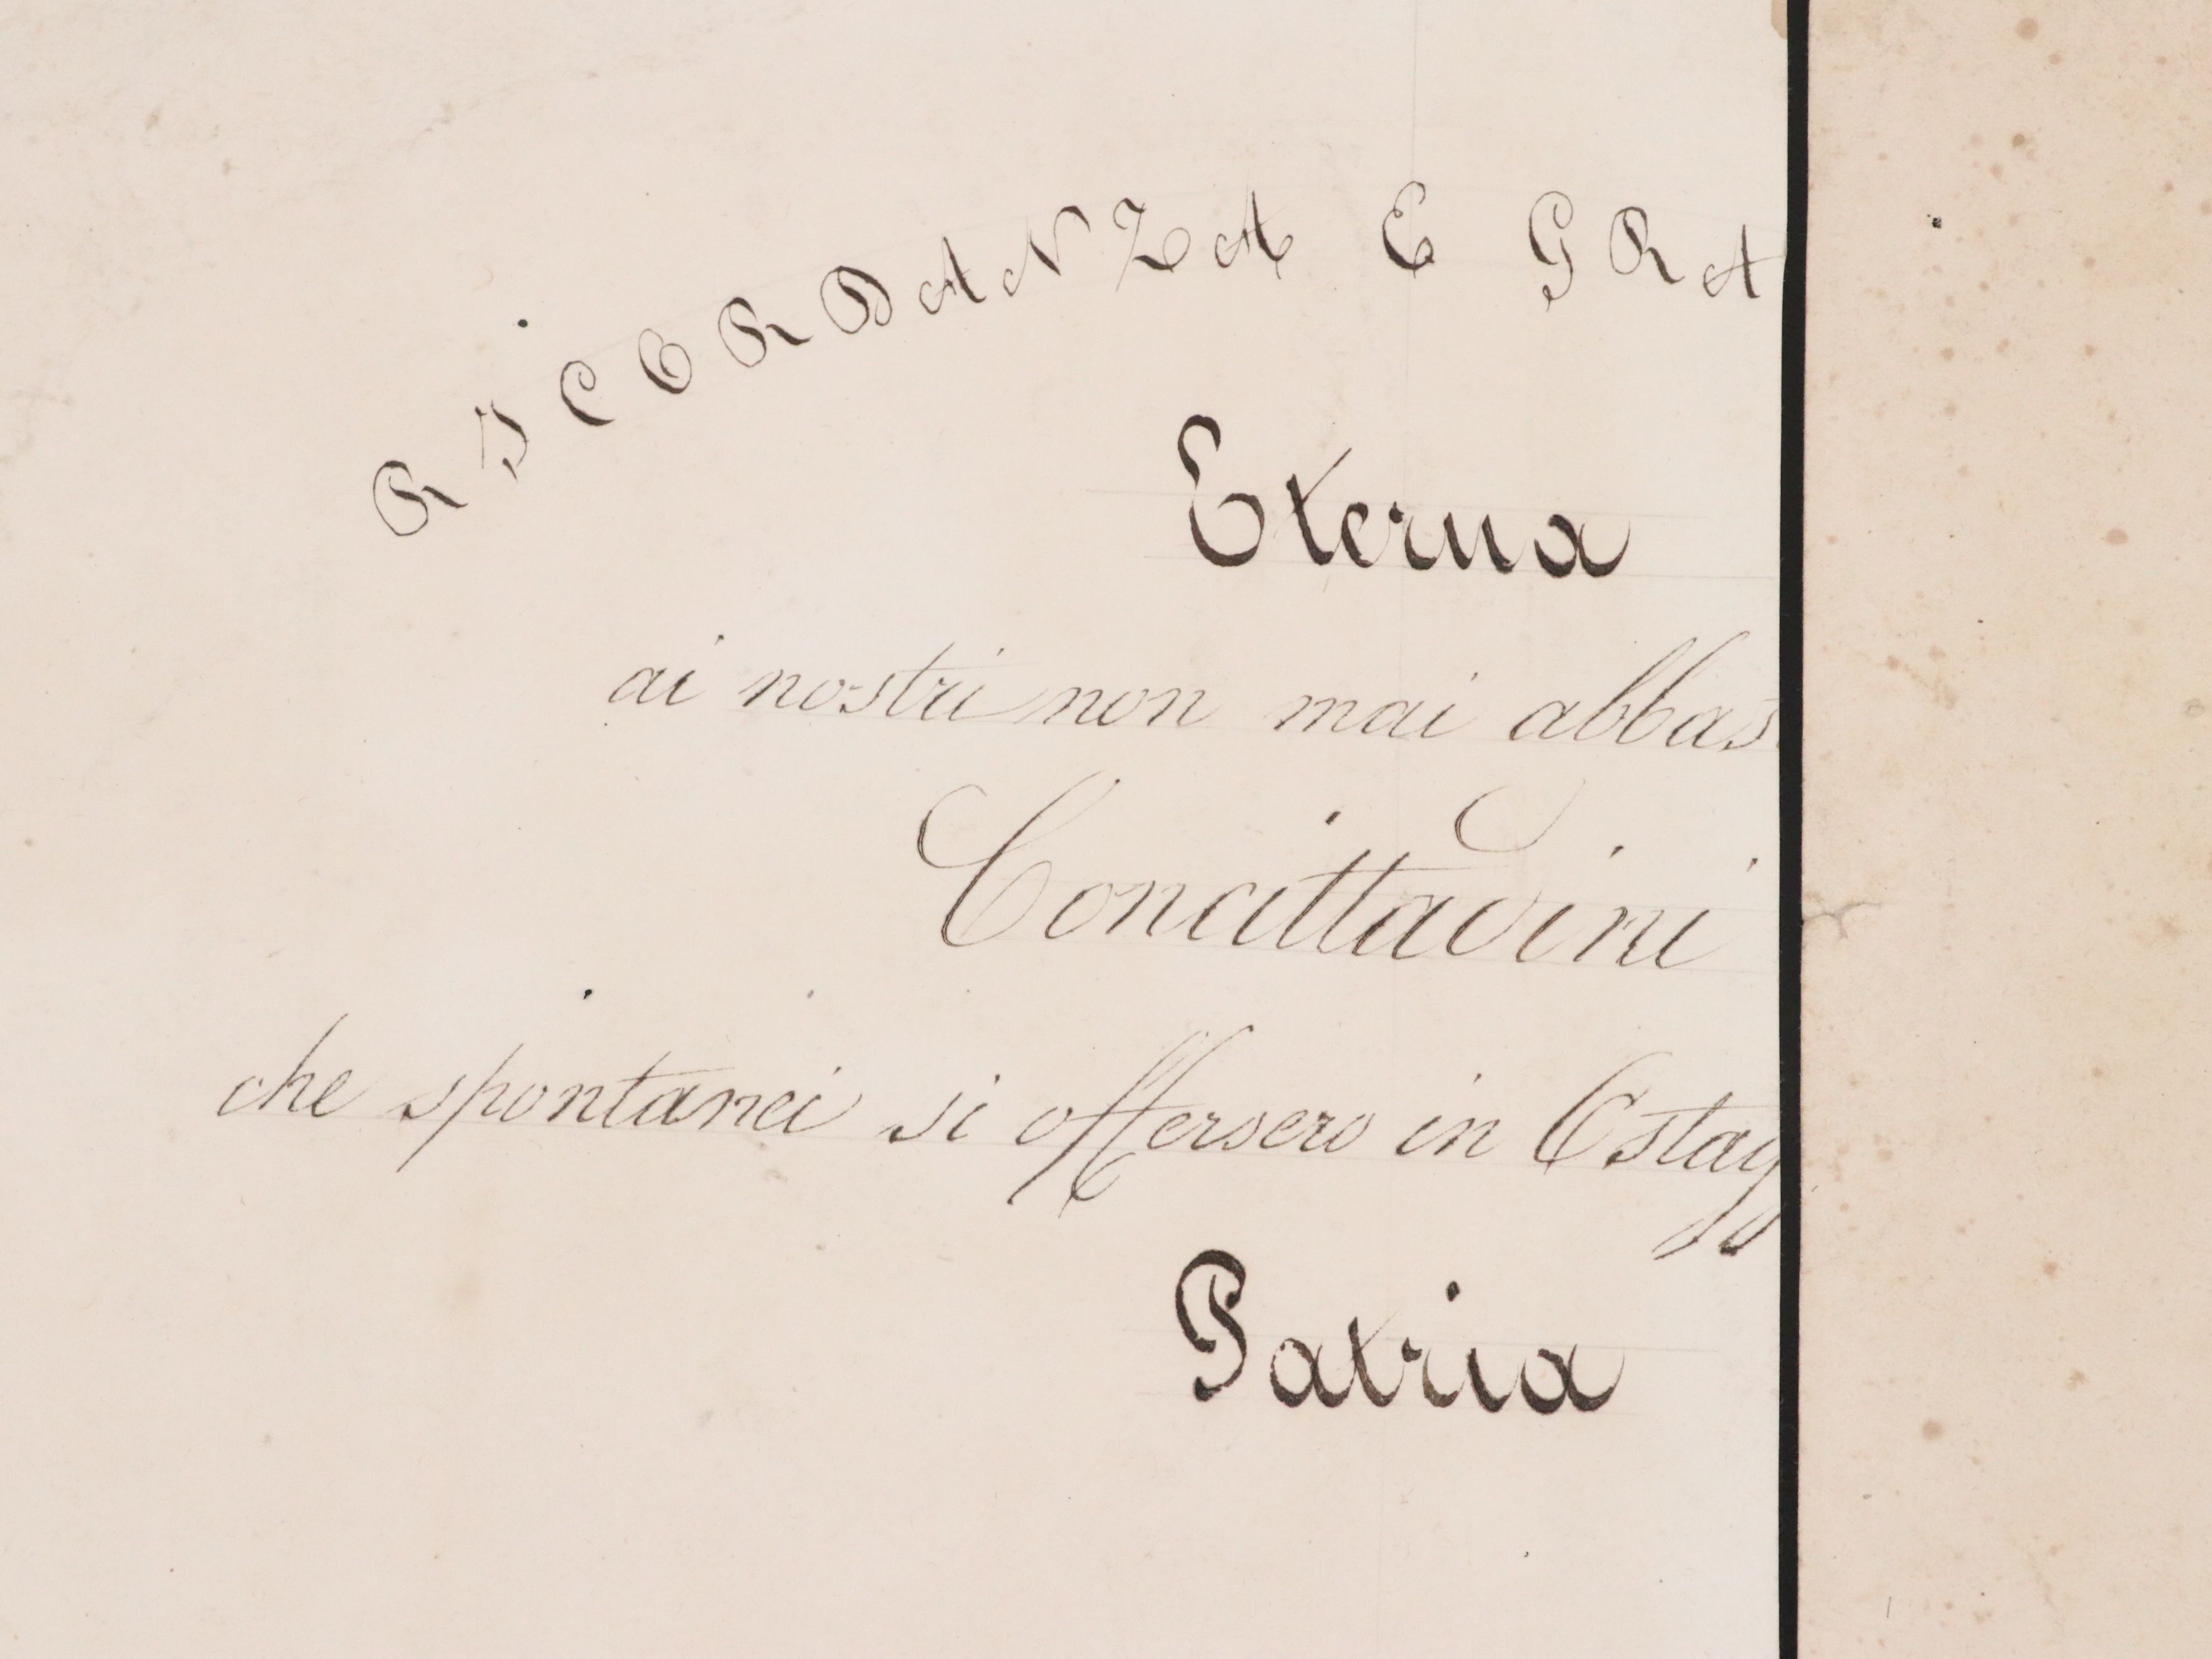 RICORDANZA E GRA
Eterna
ai nostri non mai abbas
Concittadini
che spontanei si offersero in Ostag
Patria